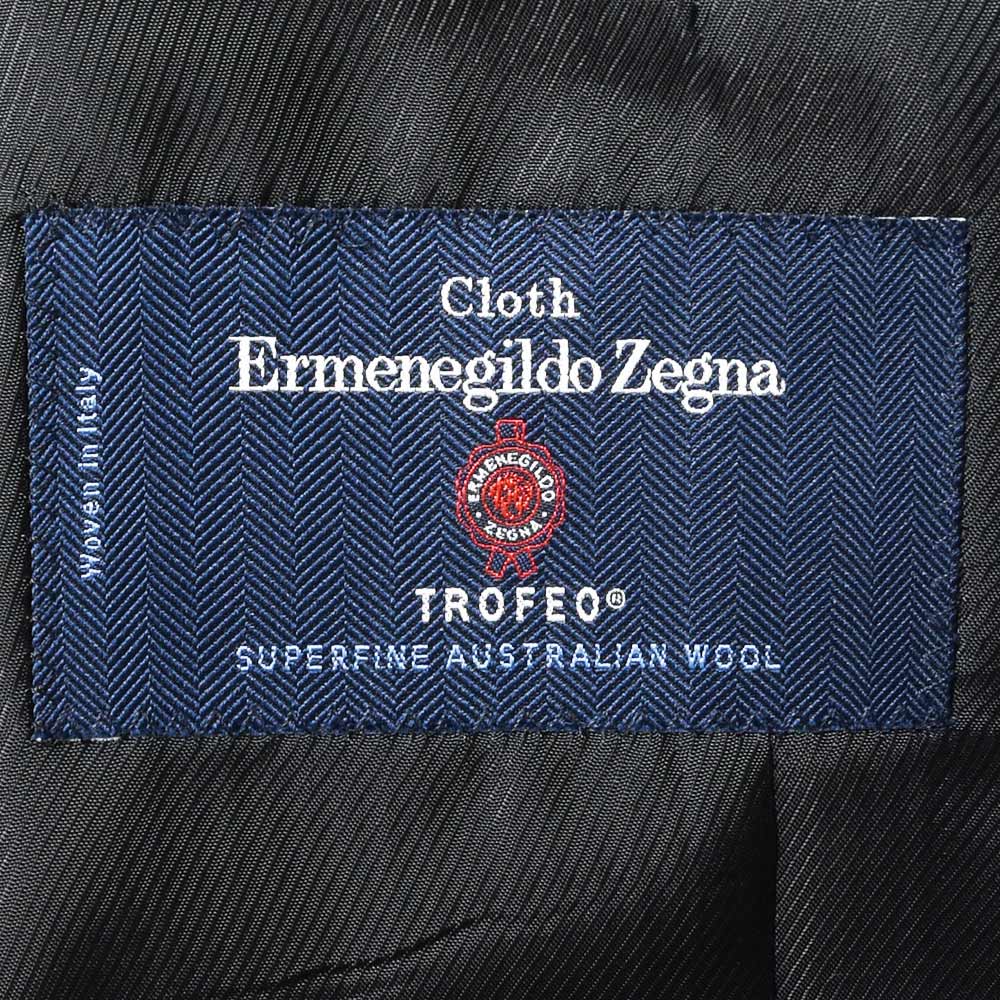 Cloth
Ermenegildo Zegna
ERMENEGILDO
· ZEGNA ·
TROFEO®
SUPERFINE AUSTRALIAN WOOL
Woven in Italy